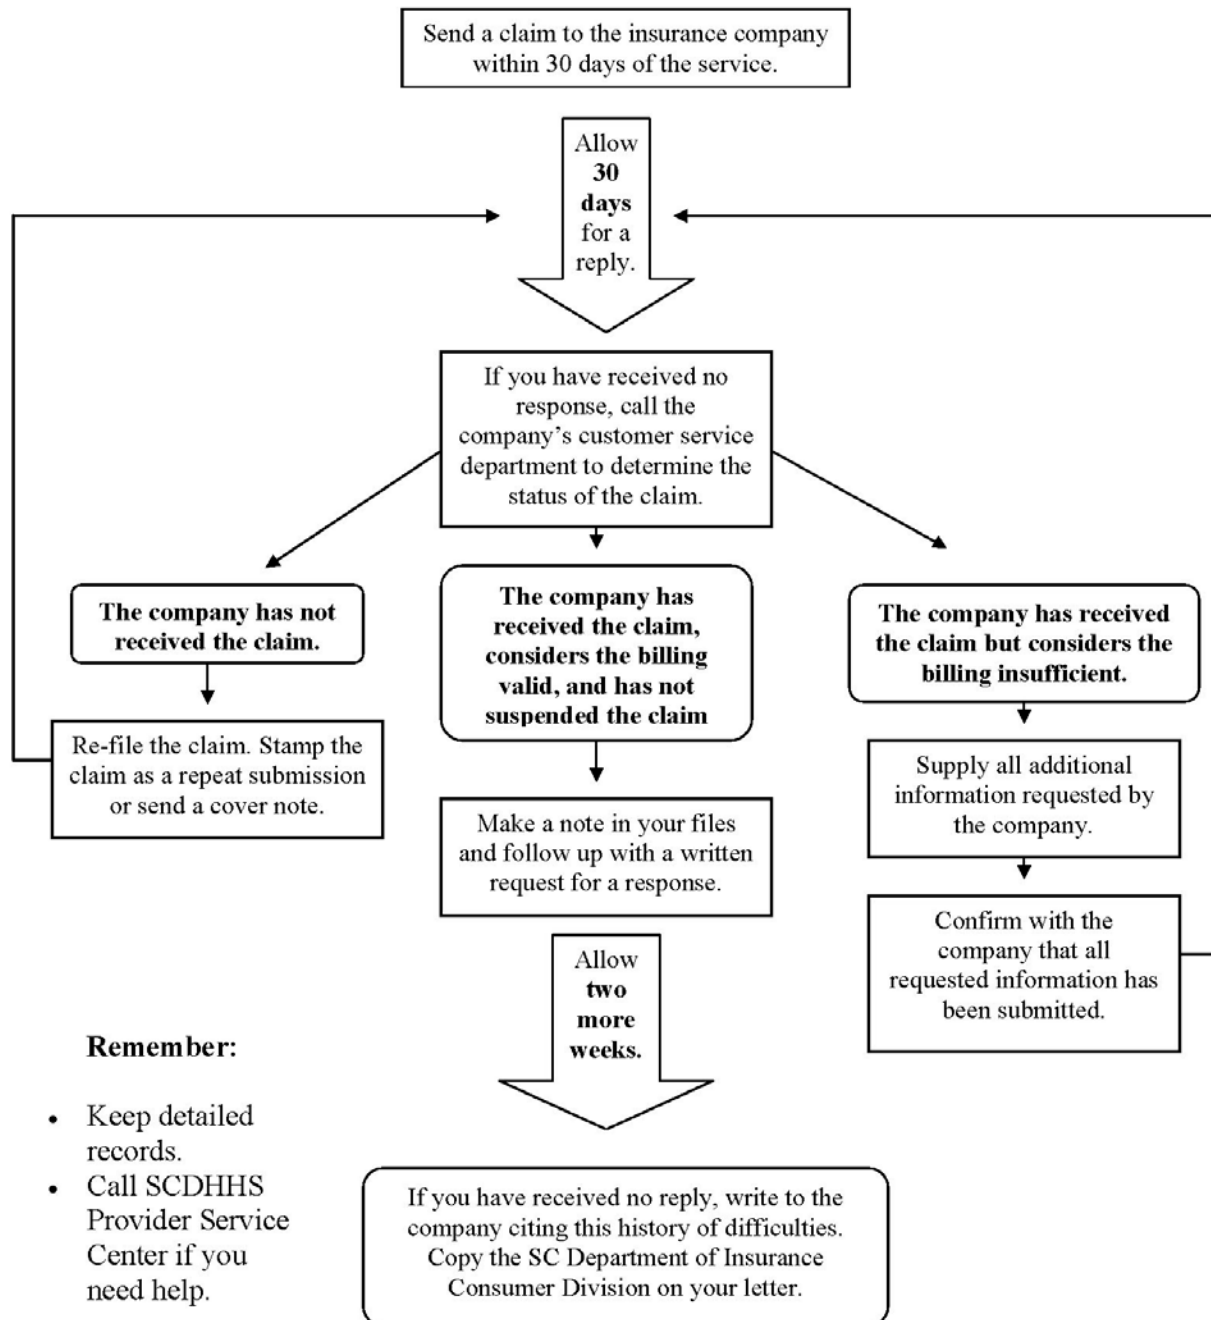 Send a claim to the insurance company
within 30 days of the service.
Allow
30
days
for a
reply.
If you have received no
response, call the
company's customer service
department to determine the
status of the claim.
The company has not
received the claim.
The company has
received the claim,
considers the billing
valid, and has not
suspended the claim
The company has received
the claim but considers the
billing insufficient.
Re-file the claim. Stamp the
claim as a repeat submission
or send a cover note.
Make a note in your files
and follow up with a written
request for a response.
Supply all additional
information requested by
the company.
Confirm with the
company that all
requested information has
been submitted.
Allow
two
more
weeks.
Remember:
• Keep detailed
records.
• Call SCDHHS
Provider Service
Center if you
need help.
If you have received no reply, write to the
company citing this history of difficulties.
Copy the SC Department of Insurance
Consumer Division on your letter.